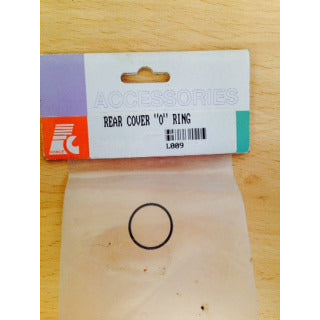 ACCESSORIES
REAR COVER "O" RING
L009